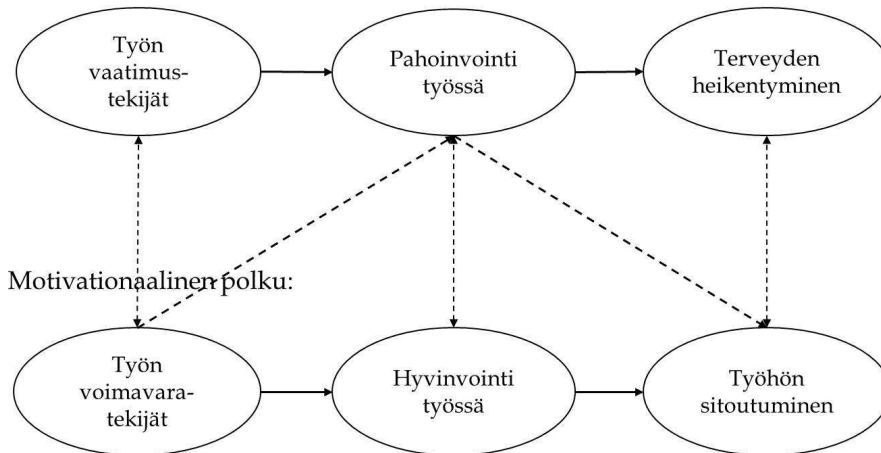 Työn
vaatimus-
tekijät
Pahoinvointi
työssä
Terveyden
heikentyminen
Motivationaalinen polku:
Työn
voimavara-
tekijät
Hyvinvointi
työssä
Työhön
sitoutuminen